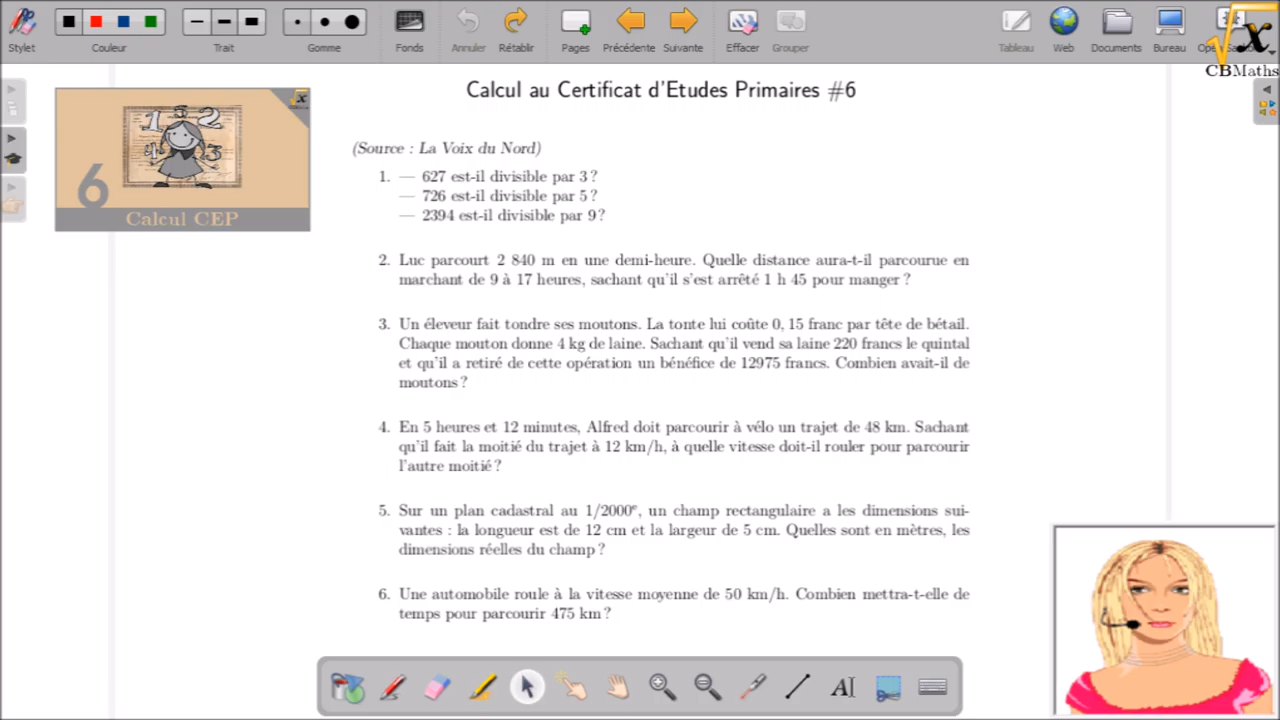 Stylet
Couleur
Trait
Gomme
Fonds
Annuler
Rétablir
Pages
Précédente
Suivante
Effacer
Grouper
Tableau
Web
Documents
Bureau
CBMaths
Calcul au Certificat d'Etudes Primaires #6
1 5 2
4 3
6
Calcul CEP
(Source : La Voix du Nord)
1. — 627 est-il divisible par 3 ?
— 726 est-il divisible par 5 ?
— 2394 est-il divisible par 9 ?
2. Luc parcourt 2 840 m en une demi-heure. Quelle distance aura-t-il parcourue en
marchant de 9 à 17 heures, sachant qu'il s'est arrêté 1 h 45 pour manger ?
3. Un éleveur fait tondre ses moutons. La tonte lui coûte 0, 15 franc par tête de bétail.
Chaque mouton donne 4 kg de laine. Sachant qu'il vend sa laine 220 francs le quintal
et qu'il a retiré de cette opération un bénéfice de 12975 francs. Combien avait-il de
moutons ?
4. En 5 heures et 12 minutes, Alfred doit parcourir à vélo un trajet de 48 km. Sachant
qu'il fait la moitié du trajet à 12 km/h, à quelle vitesse doit-il rouler pour parcourir
l'autre moitié ?
5. Sur un plan cadastral au 1/2000ᵉ, un champ rectangulaire a les dimensions sui-
vantes : la longueur est de 12 cm et la largeur de 5 cm. Quelles sont en mètres, les
dimensions réelles du champ ?
6. Une automobile roule à la vitesse moyenne de 50 km/h. Combien mettra-t-elle de
temps pour parcourir 475 km ?